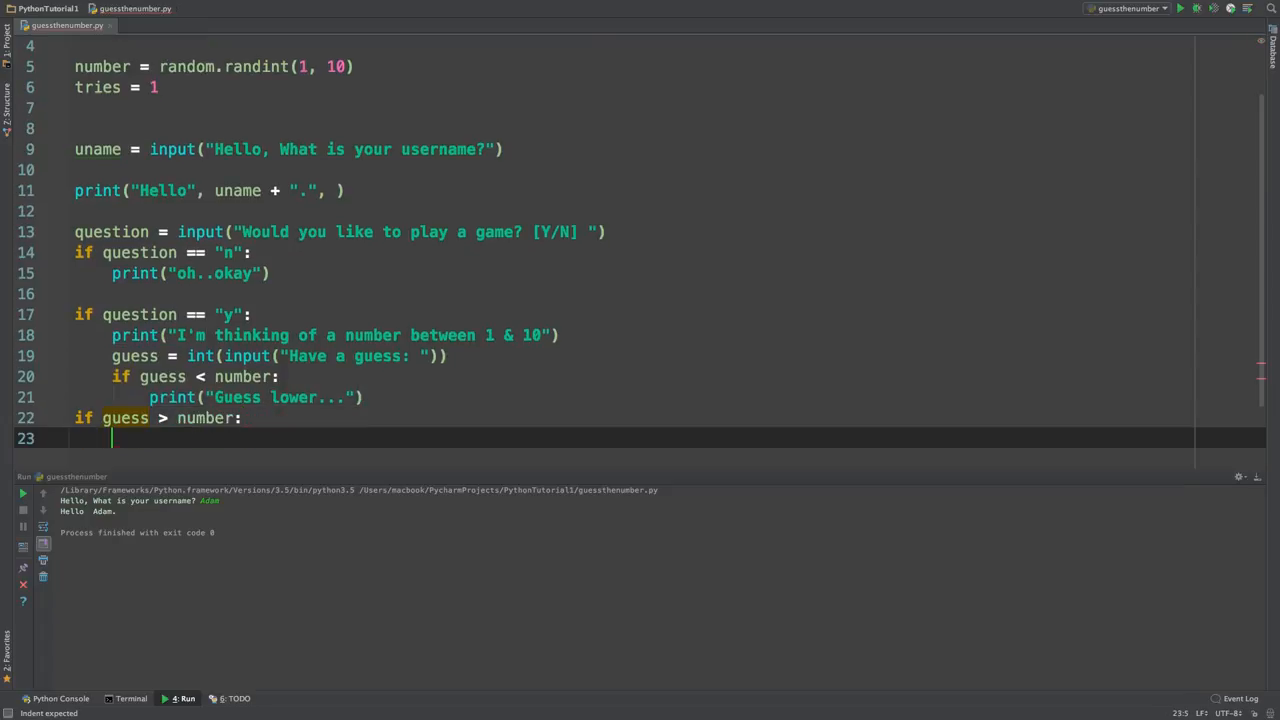 PythonTutorial1 guessthenumber.py guessthenumber
guessthenumber.py
1: Project
Z: Structure
2: Favorites
Database
4
5 number = random.randint(1, 10)
6 tries = 1
7
8
9 uname = input("Hello, What is your username?")
10
11 print("Hello", uname + ".", )
12
13 question = input("Would you like to play a game? [Y/N] ")
14 if question == "n":
15 print("oh..okay")
16
17 if question == "y":
18 print("I'm thinking of a number between 1 & 10")
19 guess = int(input("Have a guess: "))
20 if guess < number:
21 print("Guess lower...")
22 if guess > number:
23
Run guessthenumber
/Library/Frameworks/Python.framework/Versions/3.5/bin/python3.5 /Users/macbook/PycharmProjects/PythonTutorial1/guessthenumber.py
Hello, What is your username? Adam
Hello Adam.
Process finished with exit code 0
Python Console Terminal 4: Run 6: TODO Event Log
Indent expected 23:5 LF÷ UTF-8÷